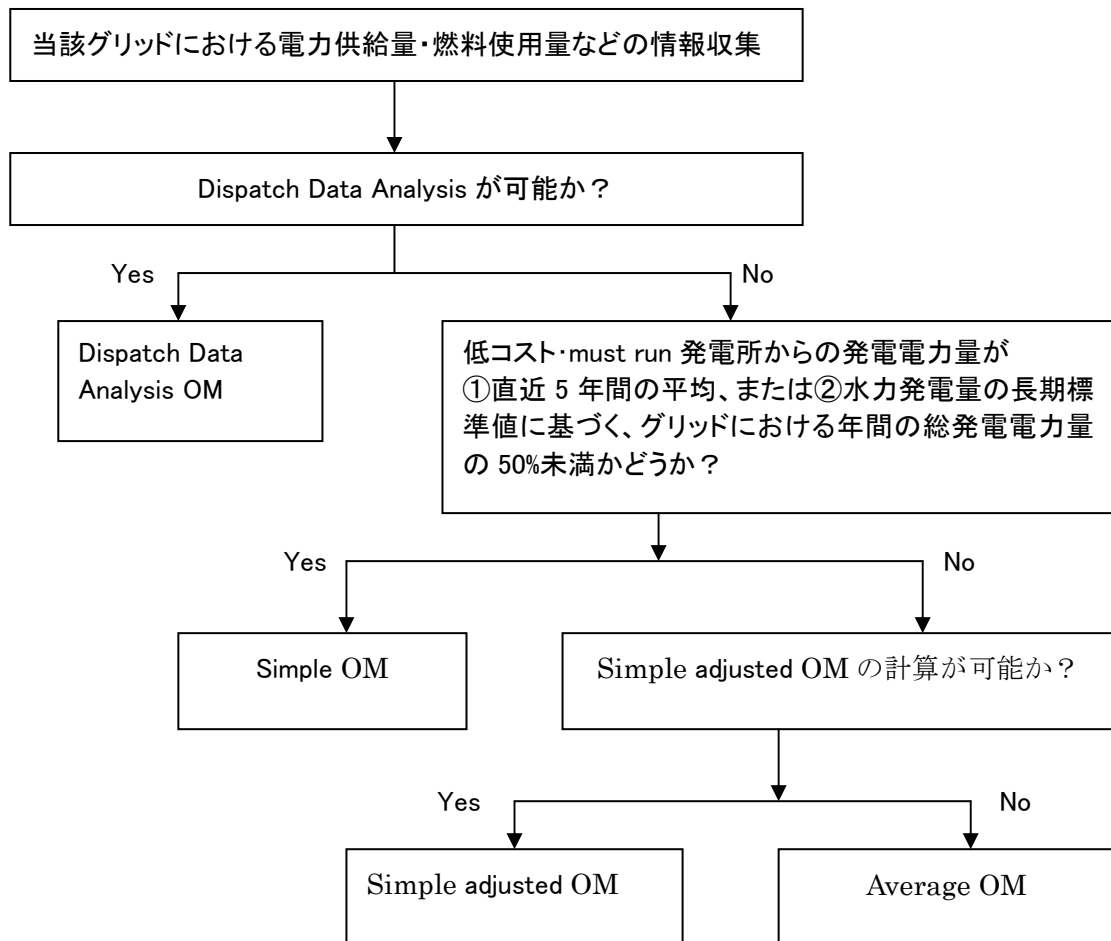 当該グリッドにおける電力供給量・燃料使用量などの情報収集
Dispatch Data Analysis が可能か？
Yes
No
Dispatch Data
Analysis OM
低コスト・must run 発電所からの発電電力量が
①直近 5 年間の平均、または②水力発電量の長期標
準値に基づく、グリッドにおける年間の総発電電力量
の 50%未満かどうか？
Yes
No
Simple OM
Simple adjusted OM の計算が可能か？
Yes
No
Simple adjusted OM
Average OM